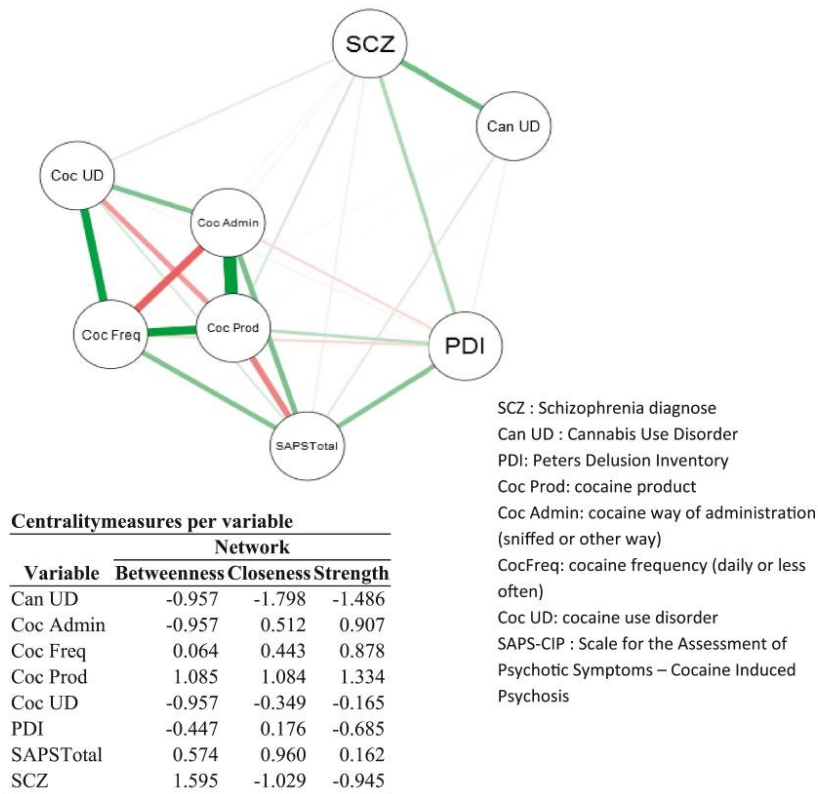 SCZ
Can UD
Coc UD
Coc Admin
Coc Freq
Coc Prod
PDI
SAPSTotal
SCZ : Schizophrenia diagnose
Can UD : Cannabis Use Disorder
PDI: Peters Delusion Inventory
Coc Prod: cocaine product
Coc Admin: cocaine way of administration
(sniffed or other way)
CocFreq: cocaine frequency (daily or less
often)
Coc UD: cocaine use disorder
SAPS-CIP : Scale for the Assessment of
Psychotic Symptoms – Cocaine Induced
Psychosis
Centralitymeasures per variable
Network
Variable Betweenness Closeness Strength
Can UD -0.957 -1.798 -1.486
Coc Admin -0.957 0.512 0.907
Coc Freq 0.064 0.443 0.878
Coc Prod 1.085 1.084 1.334
Coc UD -0.957 -0.349 -0.165
PDI -0.447 0.176 -0.685
SAPSTotal 0.574 0.960 0.162
SCZ 1.595 -1.029 -0.945